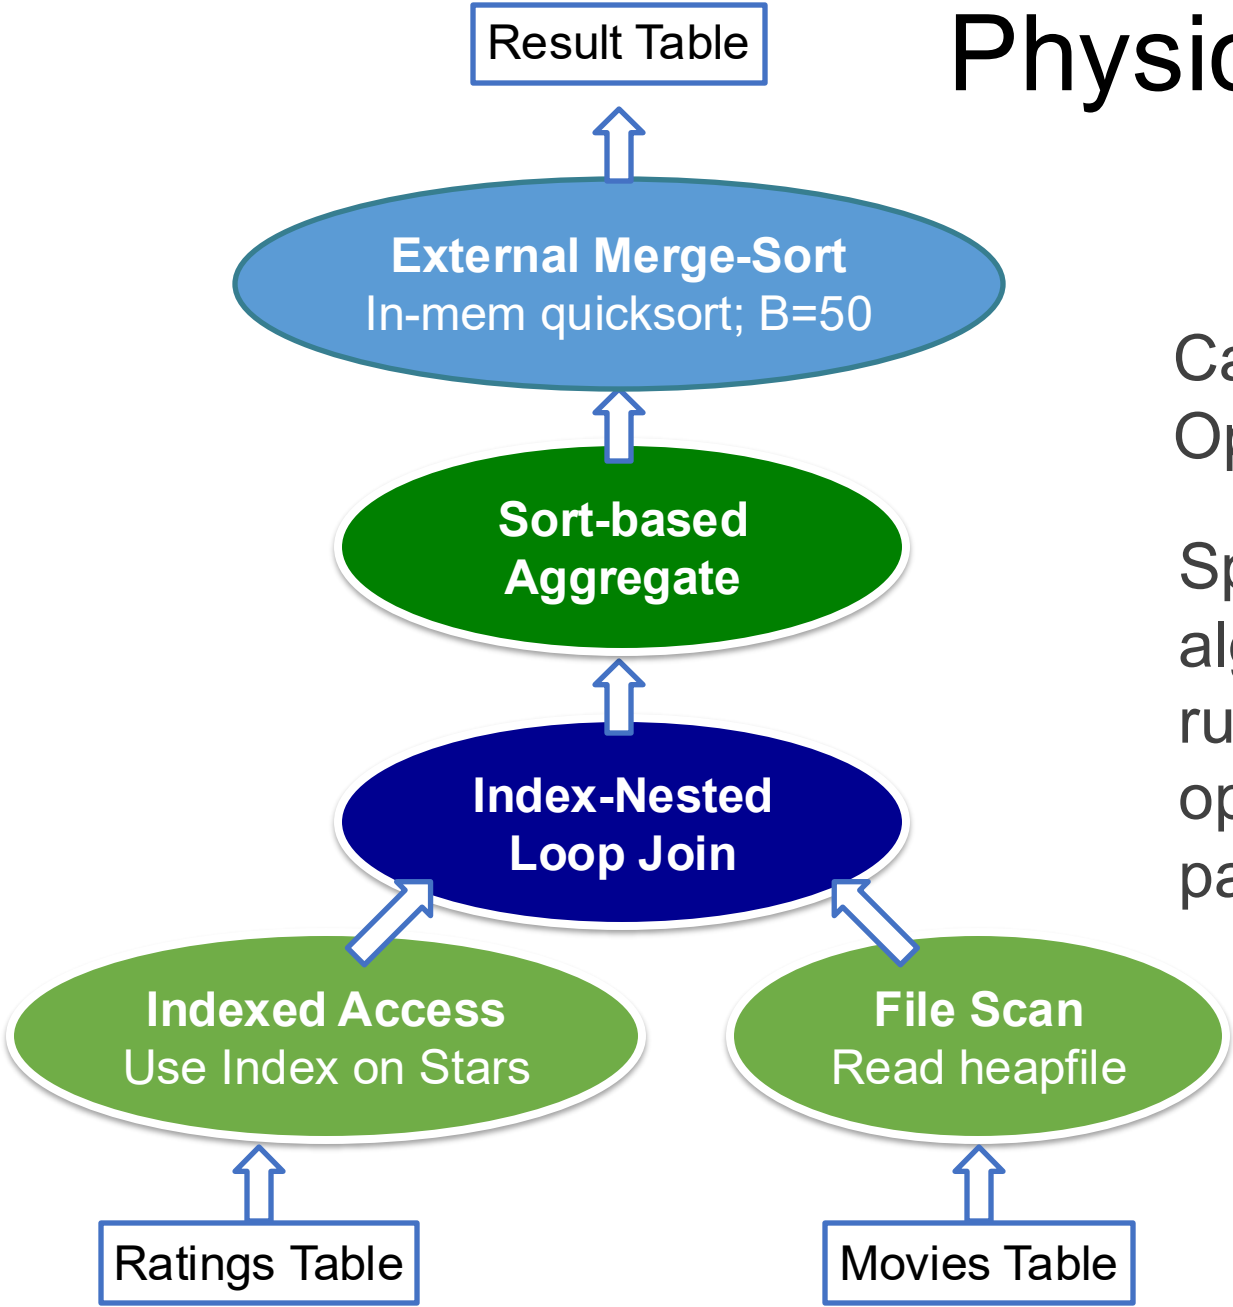 Result Table
External Merge-Sort
In-mem quicksort; B=50
Sort-based
Aggregate
Index-Nested
Loop Join
Indexed Access
Use Index on Stars
File Scan
Read heapfile
Ratings Table
Movies Table